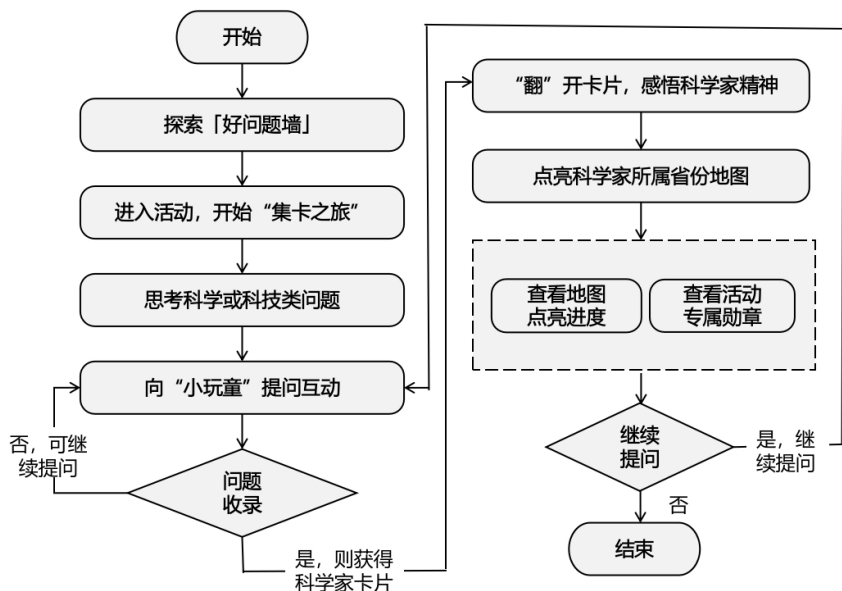 开始
探索「好问题墙」
进入活动，开始“集卡之旅”
思考科学或科技类问题
向“小玩童”提问互动
否，可继
续提问
问题
收录
是，则获得
科学家卡片
“翻”开卡片，感悟科学家精神
点亮科学家所属省份地图
查看地图
点亮进度
查看活动
专属勋章
继续
提问
是，继
续提问
否
结束